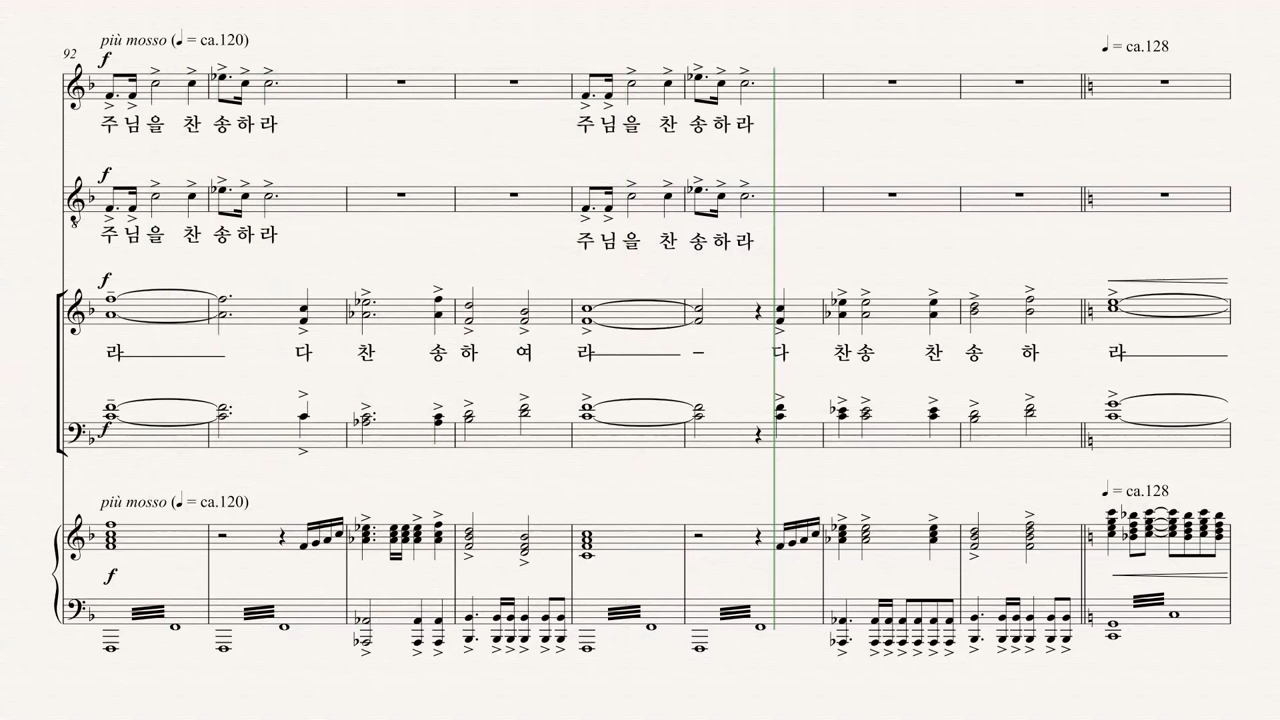 più mosso (♩ = ca.120)
♩ = ca.128
92
f
주 님 을 찬 송 하 라 주 님 을 찬 송 하 라
f
주 님 을 찬 송 하 라 주 님 을 찬 송 하 라
f
라 다 찬 송 하 여 라 다 찬 송 찬 송 하 라
f
più mosso (♩ = ca.120)
♩ = ca.128
f